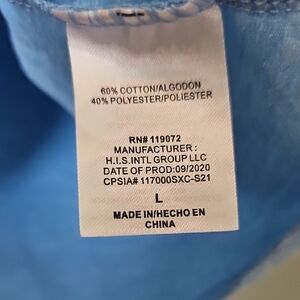 60% COTTON/ALGODON
40% POLYESTER/POLIESTER
RN# 119072
MANUFACTURER :
H.I.S.INTL GROUP LLC
DATE OF PROD:09/2020
CPSIA# 117000SXC-S21
L
MADE IN/HECHO EN
CHINA